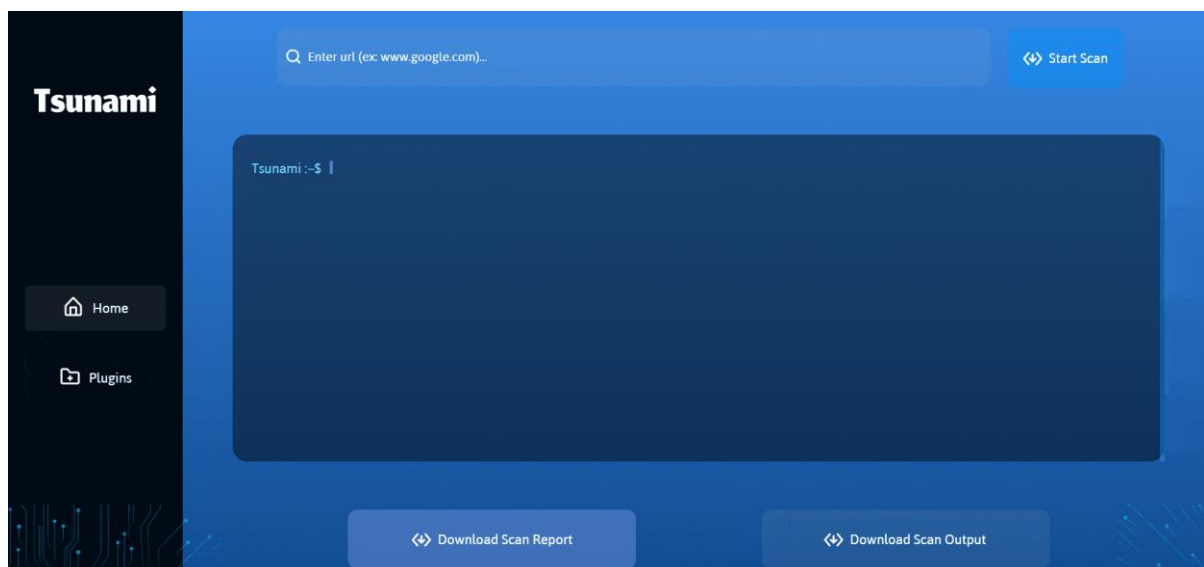 Tsunami
Home
Plugins
Enter url (ex: www.google.com)...
Start Scan
Tsunami :~$
Download Scan Report
Download Scan Output